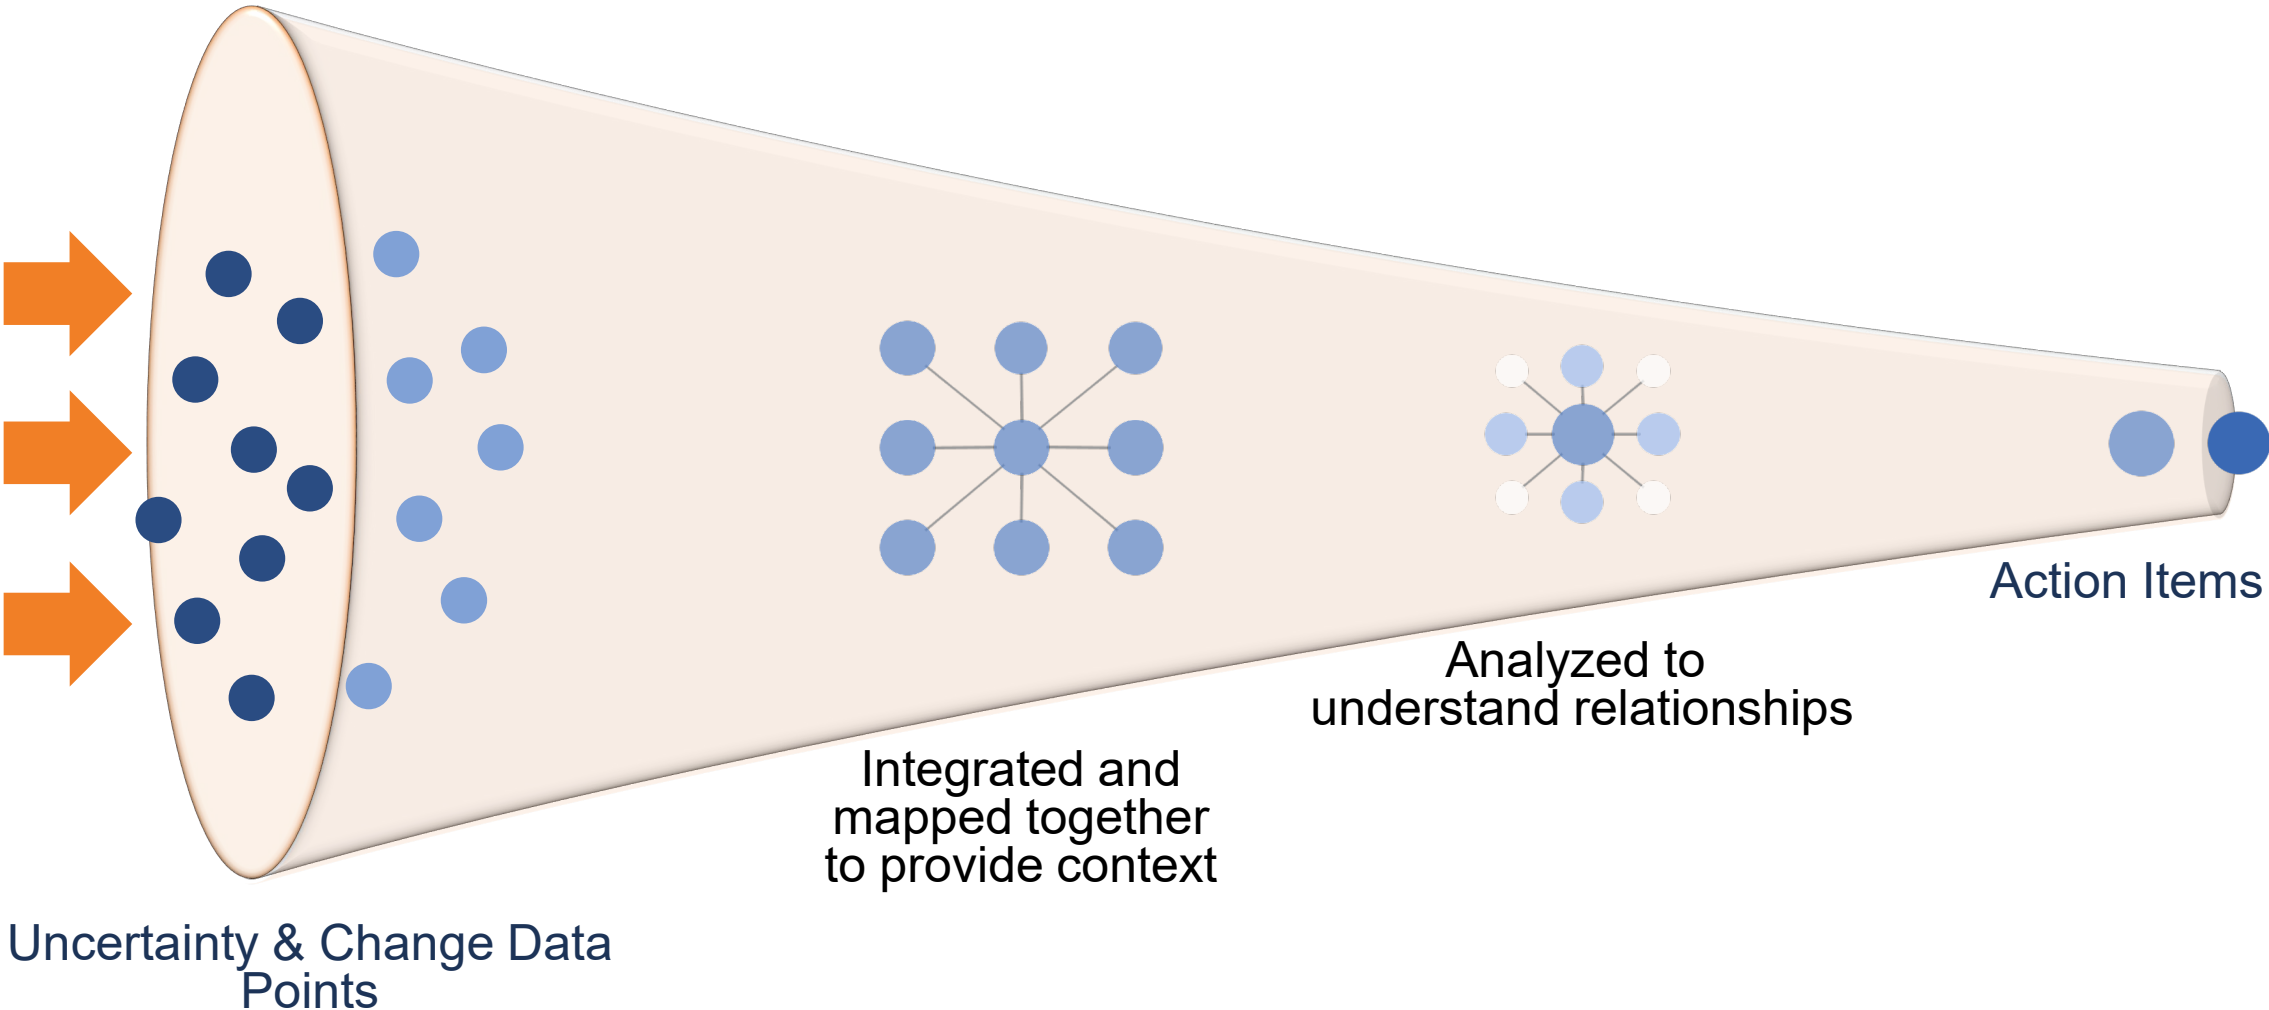 Action Items
Analyzed to
understand relationships
Integrated and
mapped together
to provide context
Uncertainty & Change Data
Points